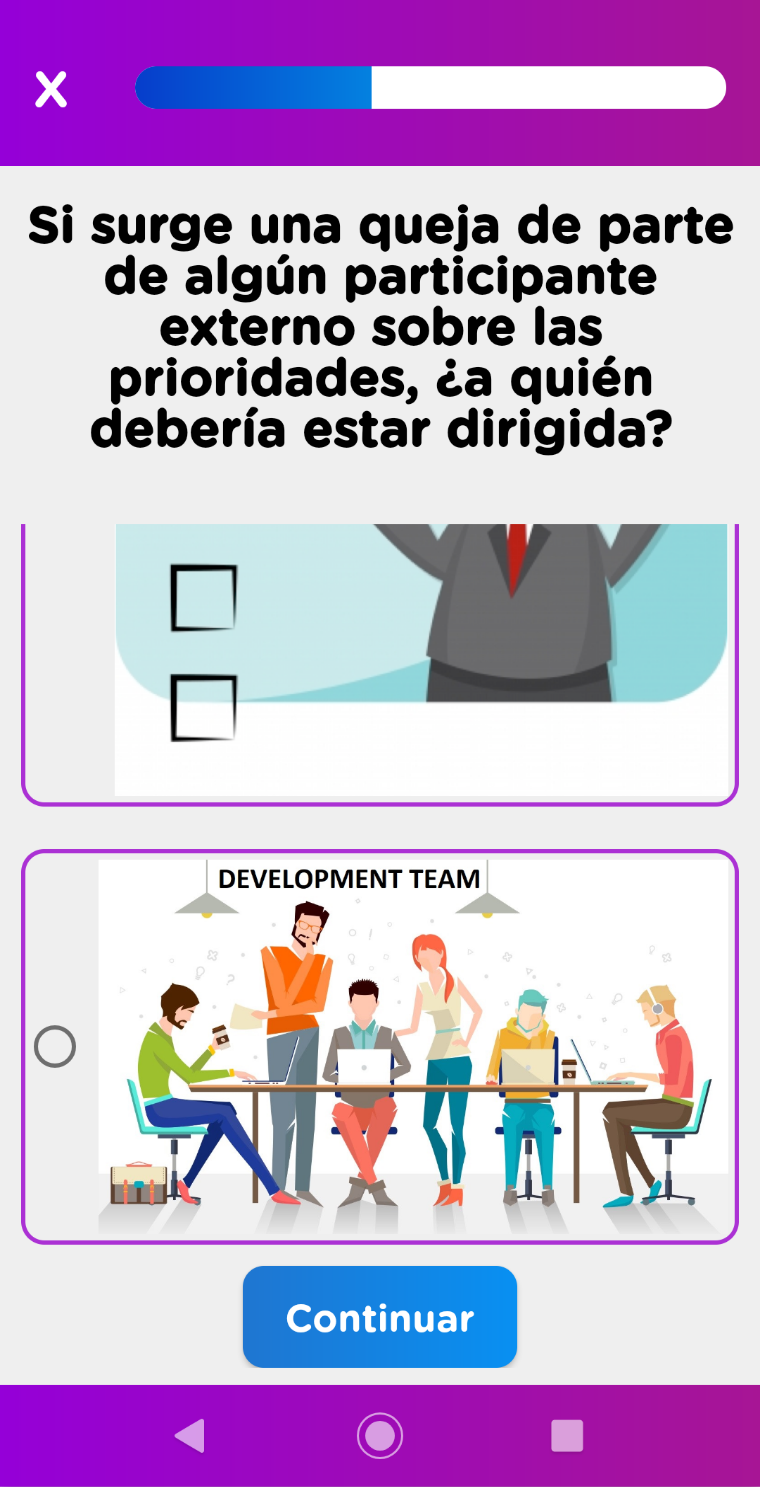 X
Si surge una queja de parte
de algún participante
externo sobre las
prioridades, ¿a quién
debería estar dirigida?
DEVELOPMENT TEAM
Continuar